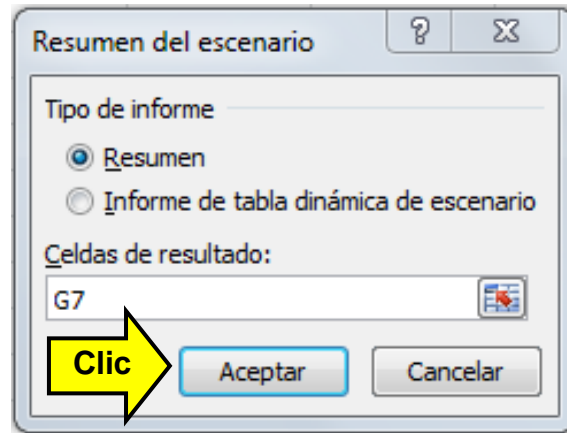 Resumen del escenario
Tipo de informe
Resumen
Informe de tabla dinámica de escenario
Celdas de resultado:
G7
Clic
Aceptar
Cancelar